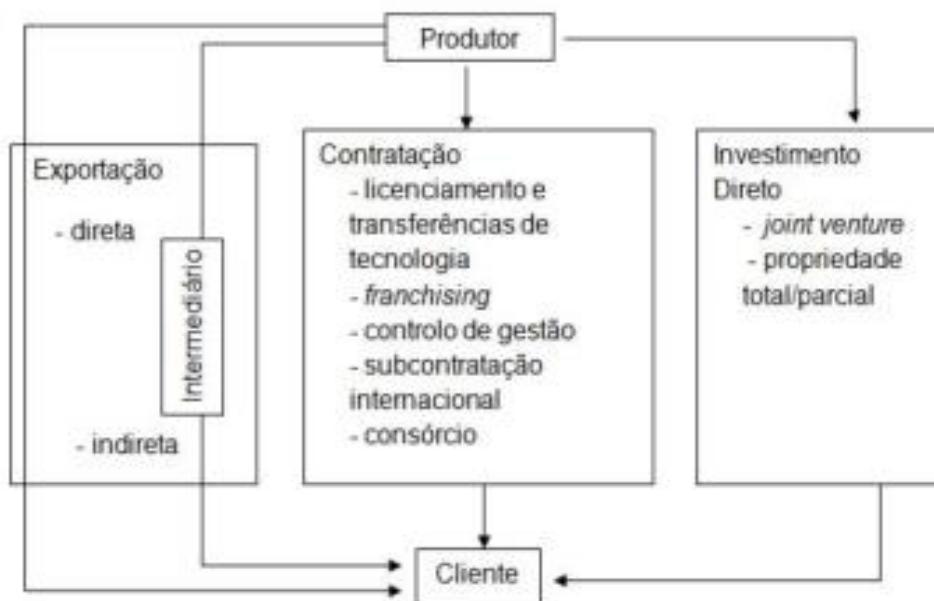 Produtor
Exportação
- direta
Intermediário
- indireta
Contratação
- licenciamento e
transferências de
tecnologia
- franchising
- controlo de gestão
- subcontratação
internacional
- consórcio
Investimento
Direto
- joint venture
- propriedade
total/parcial
Cliente